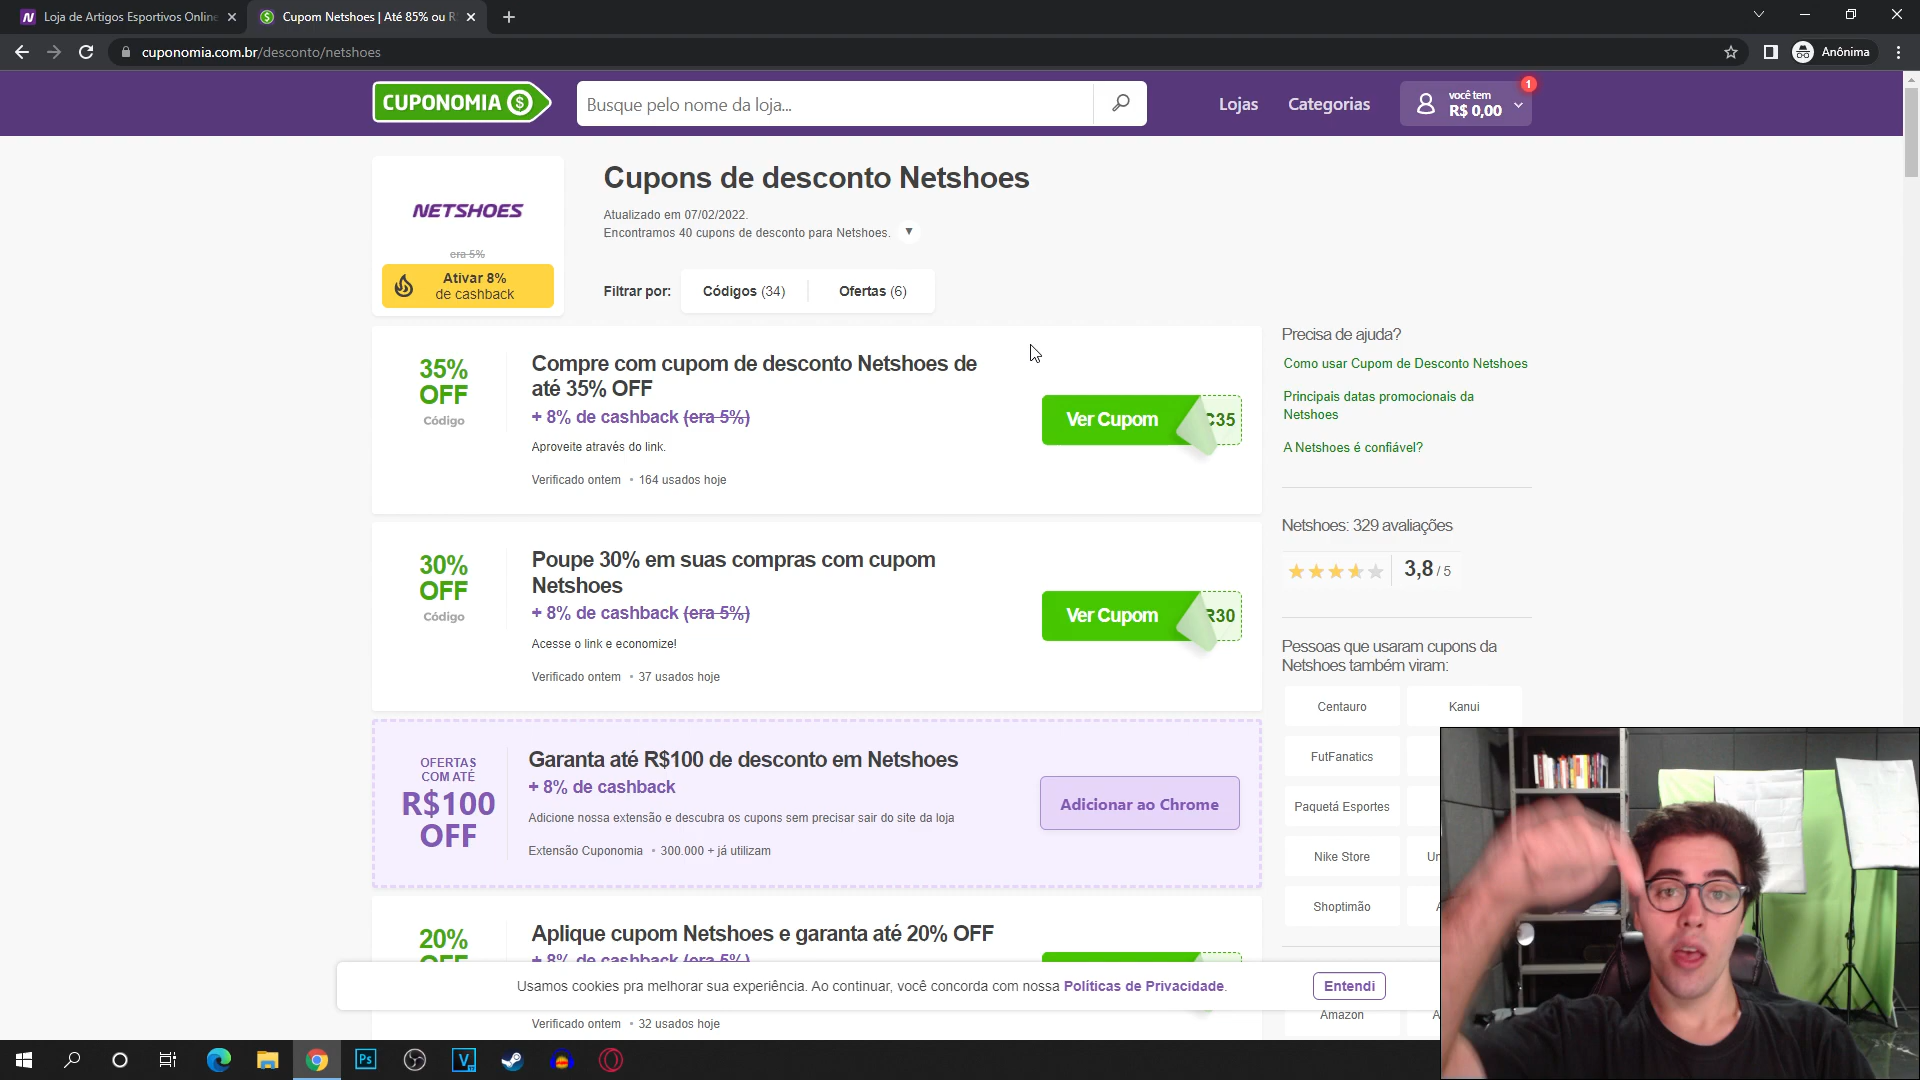 Loja de Artigos Esportivos Online
Cupom Netshoes | Até 85% ou R
cuponomia.com.br/desconto/netshoes
Anônima
CUPONOMIA $
Busque pelo nome da loja...
Lojas
Categorias
você tem
R$ 0,00
1
NETSHOES
era 5%
Ativar 8%
de cashback
Cupons de desconto Netshoes
Atualizado em 07/02/2022.
Encontramos 40 cupons de desconto para Netshoes.
Filtrar por:
Códigos (34)
Ofertas (6)
35%
OFF
Código
Compre com cupom de desconto Netshoes de
até 35% OFF
+ 8% de cashback (era 5%)
Aproveite através do link.
Verificado ontem • 164 usados hoje
Ver Cupom
C35
30%
OFF
Código
Poupe 30% em suas compras com cupom
Netshoes
+ 8% de cashback (era 5%)
Acesse o link e economize!
Verificado ontem • 37 usados hoje
Ver Cupom
R30
OFERTAS
COM ATÉ
R$100
OFF
Garanta até R$100 de desconto em Netshoes
+ 8% de cashback
Adicione nossa extensão e descubra os cupons sem precisar sair do site da loja
Extensão Cuponomia • 300.000 + já utilizam
Adicionar ao Chrome
20%
OFF
Aplique cupom Netshoes e garanta até 20% OFF
+ 8% de cashback (era 5%)
Verificado ontem • 32 usados hoje
Precisa de ajuda?
Como usar Cupom de Desconto Netshoes
Principais datas promocionais da
Netshoes
A Netshoes é confiável?
Netshoes: 329 avaliações
3,8 / 5
Pessoas que usaram cupons da
Netshoes também viram:
Centauro
Kanui
FutFanatics
Paquetá Esportes
Nike Store
Shoptimão
Amazon
Usamos cookies pra melhorar sua experiência. Ao continuar, você concorda com nossa Políticas de Privacidade.
Entendi
Ps
V